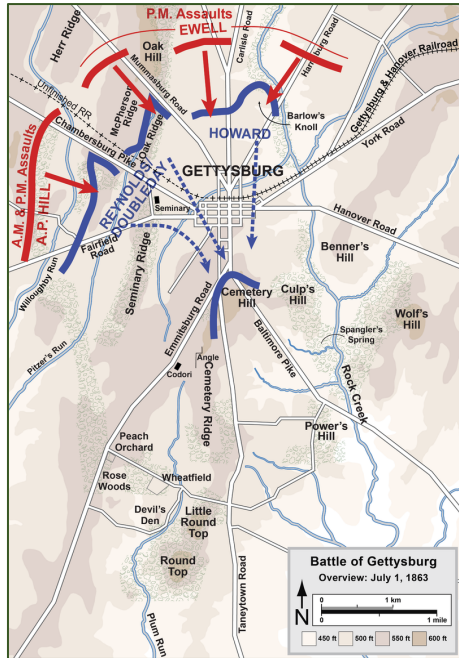 P.M. Assaults
EWELL
Herr Ridge
Oak
Hill
Mummasburg Road
Carlisle Road
Harrisburg Road
Gettysburg & Hanover Railroad
Unfinished RR
McPherson
Ridge
Oak Ridge
Chambersburg Pike
HOWARD
Barlow's
Knoll
York Road
A.M. & P.M. Assaults
A.P. HILL
REYNOLDS
DOUBLEDAY
GETTYSBURG
Seminary
Hanover Road
Fairfield
Road
Willoughby Run
Seminary Ridge
Benner's
Hill
Emmitsburg Road
Cemetery
Hill
Culp's
Hill
Wolf's
Hill
Baltimore Pike
Spangler's
Spring
Pitzer's Run
Angle
Codori
Cemetery Ridge
Rock Creek
Power's
Hill
Peach
Orchard
Rose
Woods
Wheatfield
Devil's
Den
Little
Round
Top
Round
Top
Taneytown Road
Plum Run
Battle of Gettysburg
Overview: July 1, 1863
N
0 1 km
0 1 mile
450 ft 500 ft 550 ft 600 ft